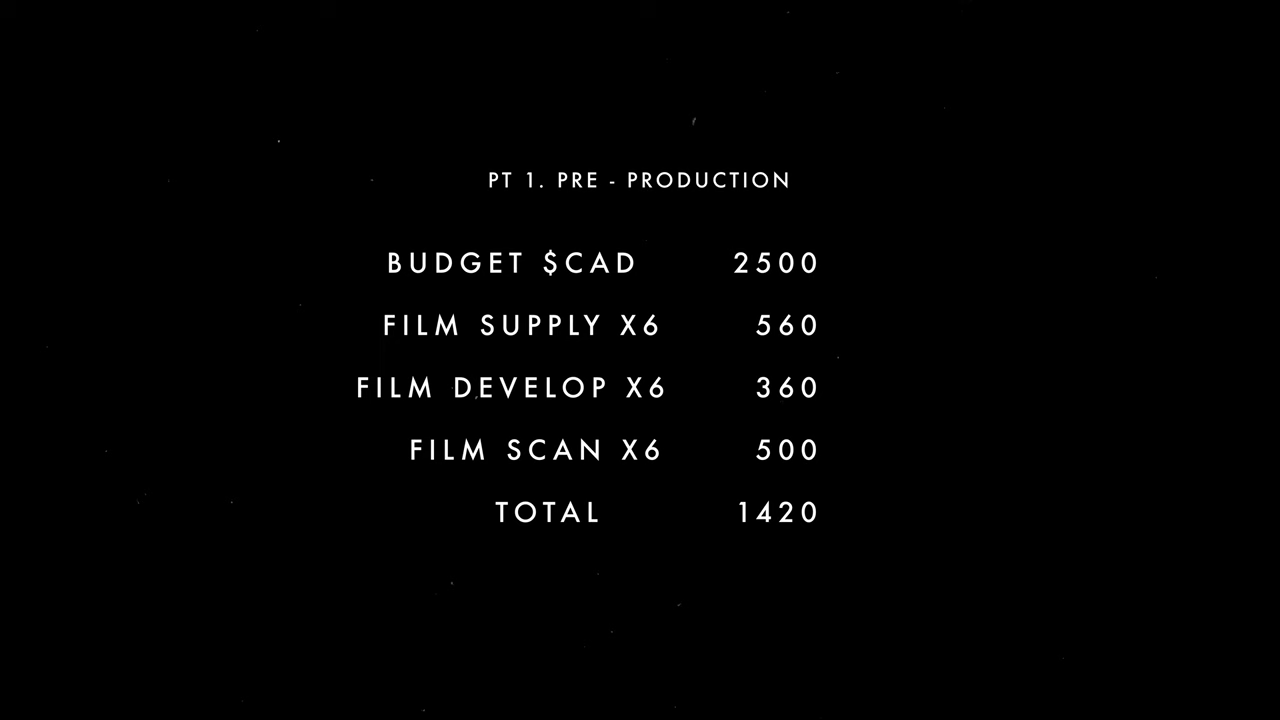 PT 1. PRE - PRODUCTION
BUDGET $CAD 2500
FILM SUPPLY X6 560
FILM DEVELOP X6 360
FILM SCAN X6 500
TOTAL 1420